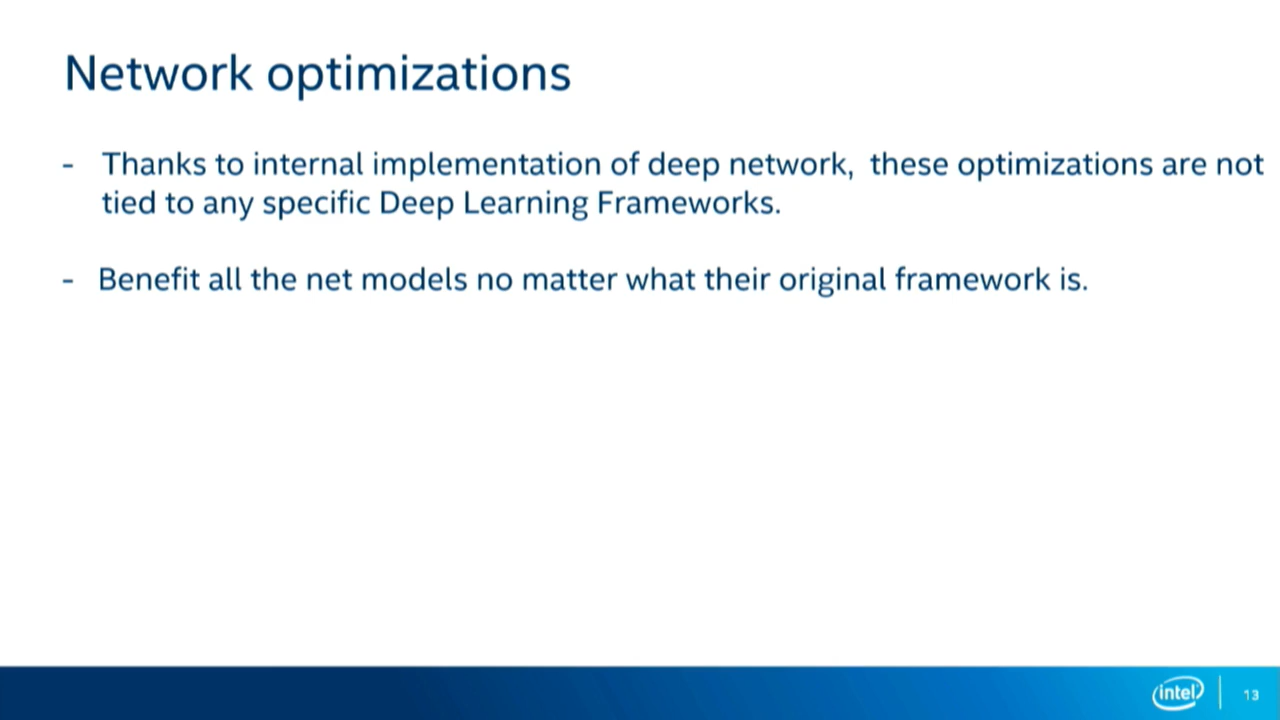 Network optimizations
- Thanks to internal implementation of deep network, these optimizations are not
tied to any specific Deep Learning Frameworks.
- Benefit all the net models no matter what their original framework is.
intel
13